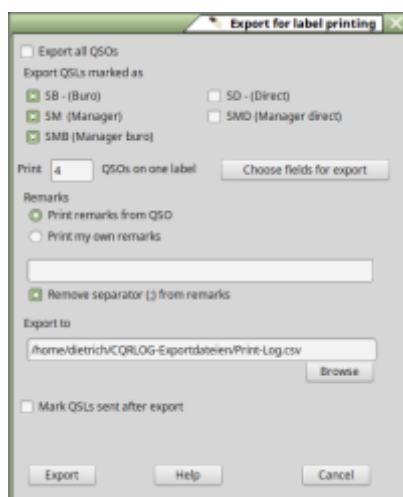 Export for label printing
Export all QSOs
Export QSLs marked as
SB - (Buro) SD - (Direct)
SM (Manager) SMD (Manager direct)
SMB (Manager buro)
Print 4 QSOs on one label Choose fields for export
Remarks
Print remarks from QSO
Print my own remarks
Remove separator (;) from remarks
Export to
/home/dietrich/CQRLOG-Exportdateien/Print-Log.csv
Browse
Mark QSLs sent after export
Export Help Cancel